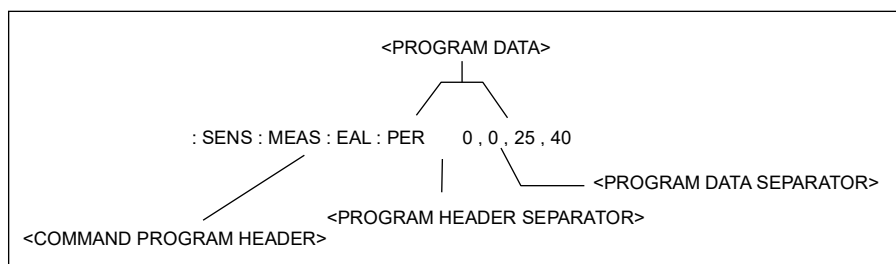 <PROGRAM DATA>
: SENS : MEAS : EAL : PER 0 , 0 , 25 , 40
<PROGRAM DATA SEPARATOR>
<PROGRAM HEADER SEPARATOR>
<COMMAND PROGRAM HEADER>